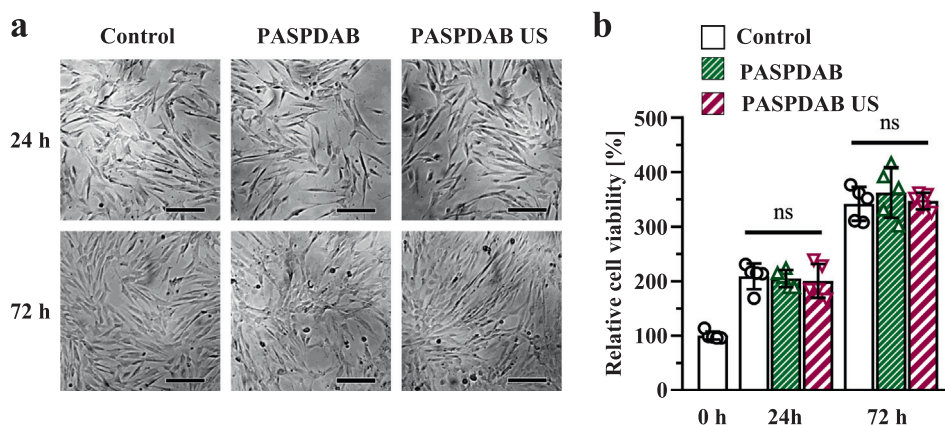 a
Control PASPDAB PASPDAB US
24 h
72 h
b
Control
PASPDAB
PASPDAB US
Relative cell viability [%]
500
400
300
200
100
0
ns
ns
0 h 24h 72 h